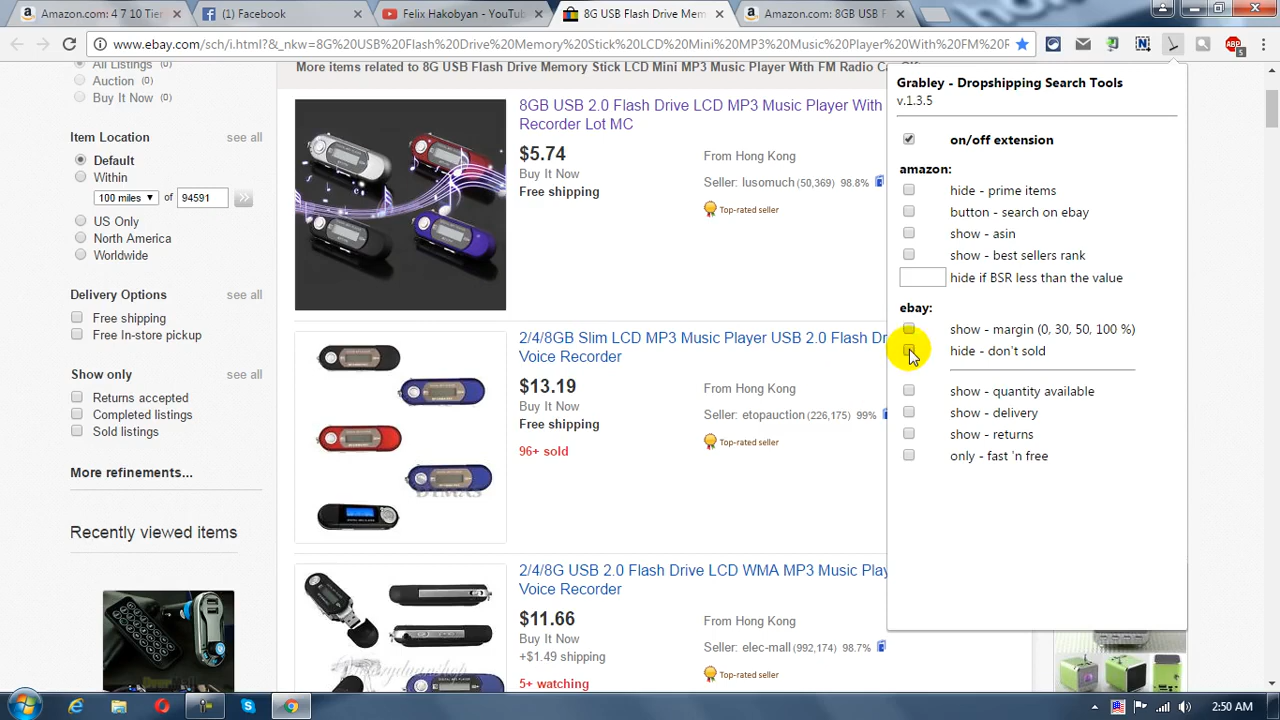 Amazon.com: 4 7 10 Tier
(1) Facebook
Felix Hakobyan - YouTub
8G USB Flash Drive Mem
Amazon.com: 8GB USB F
www.ebay.com/sch/i.html?&_nkw=8G%20USB%20Flash%20Drive%20Memory%20Stick%20LCD%20Mini%20MP3%20Music%20Player%20With%20FM%20F
All Listings (0)
Auction (0)
Buy It Now (0)
Item Location see all
Default
Within
100 miles of 94591
US Only
North America
Worldwide
Delivery Options see all
Free shipping
Free In-store pickup
Show only see all
Returns accepted
Completed listings
Sold listings
More refinements...
Recently viewed items
More items related to 8G USB Flash Drive Memory Stick LCD Mini MP3 Music Player With FM Radio Ca
8GB USB 2.0 Flash Drive LCD MP3 Music Player With
Recorder Lot MC
$5.74
From Hong Kong
Buy It Now
Seller: lusomuch (50,369) 98.8%
Free shipping
Top-rated seller
2/4/8GB Slim LCD MP3 Music Player USB 2.0 Flash Dr
Voice Recorder
$13.19
From Hong Kong
Buy It Now
Seller: etopauction (226,175) 99%
Free shipping
Top-rated seller
96+ sold
2/4/8G USB 2.0 Flash Drive LCD WMA MP3 Music Play
Voice Recorder
$11.66
From Hong Kong
Buy It Now
Seller: elec-mall (992,174) 98.7%
+$1.49 shipping
Top-rated seller
5+ watching
Grabley - Dropshipping Search Tools
v.1.3.5
on/off extension
amazon:
hide - prime items
button - search on ebay
show - asin
show - best sellers rank
hide if BSR less than the value
ebay:
show - margin (0, 30, 50, 100 %)
hide - don't sold
show - quantity available
show - delivery
show - returns
only - fast 'n free
2:50 AM